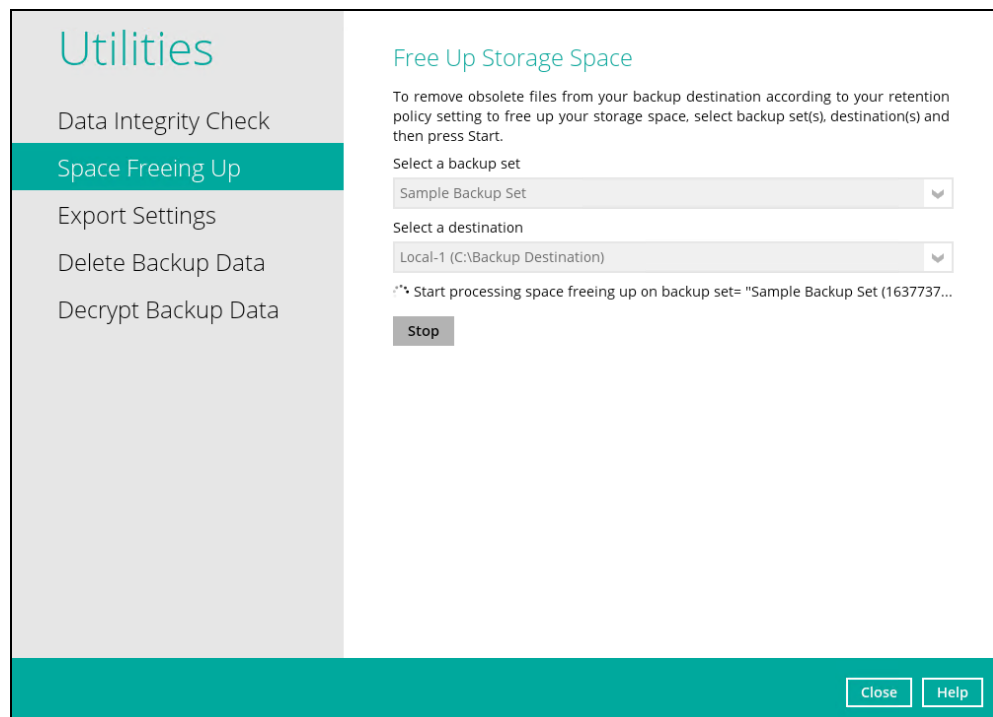 Utilities
Data Integrity Check
Space Freeing Up
Export Settings
Delete Backup Data
Decrypt Backup Data
Free Up Storage Space
To remove obsolete files from your backup destination according to your retention
policy setting to free up your storage space, select backup set(s), destination(s) and
then press Start.
Select a backup set
Sample Backup Set
Select a destination
Local-1 (C:\Backup Destination)
Start processing space freeing up on backup set= "Sample Backup Set (1637737...
Stop
Close
Help